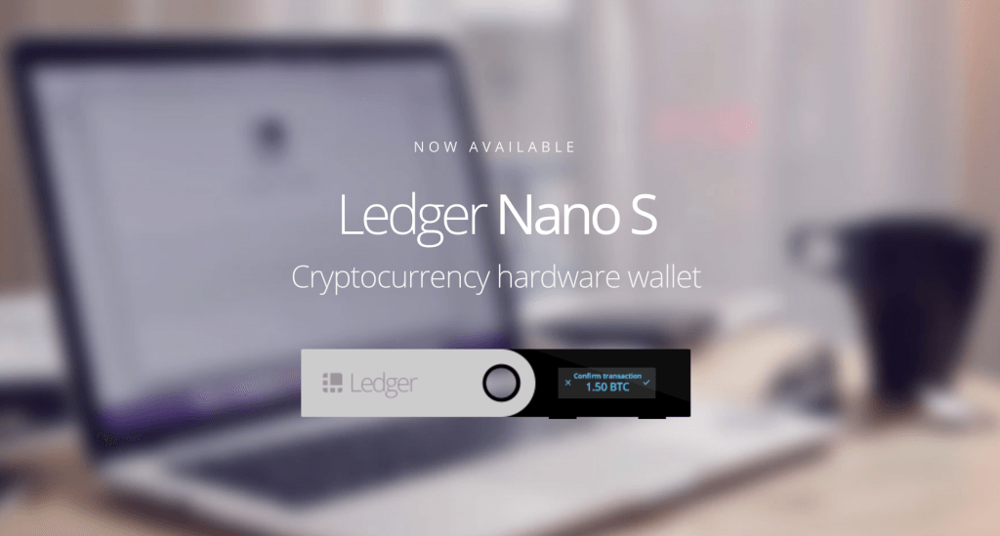 NOW AVAILABLE
Ledger Nano S
Cryptocurrency hardware wallet
Ledger
Confirm transaction
1.50 BTC